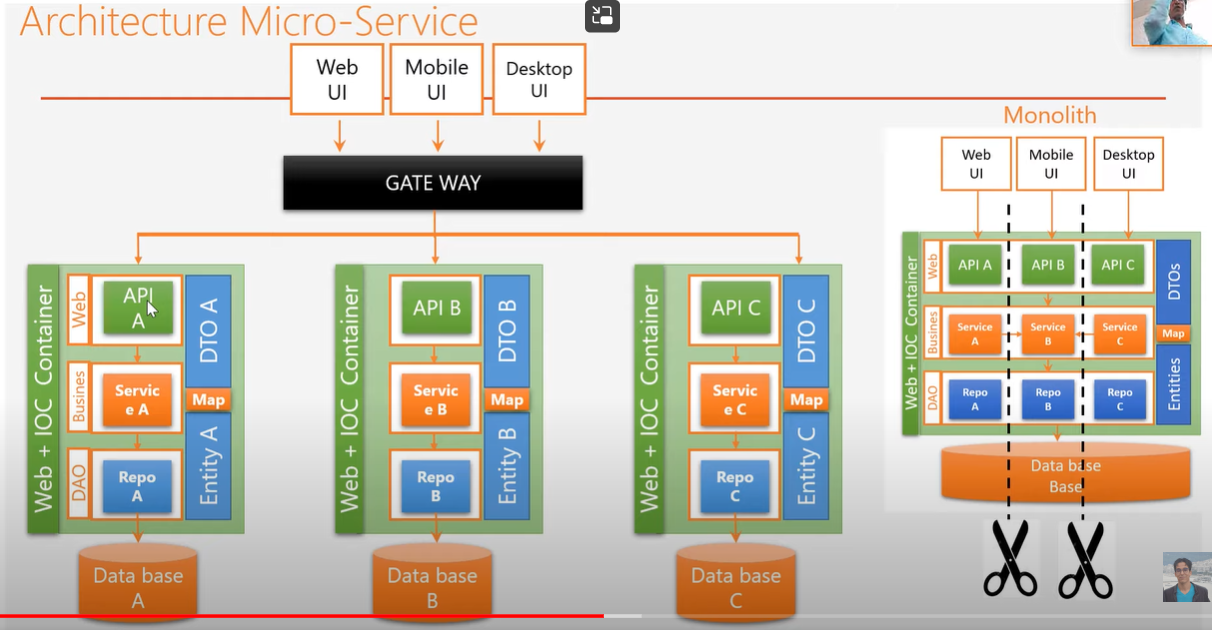 Architecture Micro-Service
Web
UI
Mobile
UI
Desktop
UI
GATE WAY
Web + IOC Container
Web
API
A
Busines
Servic
e A
DAO
Repo
A
DTO A
Map
Entity A
Data base
A
Web + IOC Container
API B
Servic
e B
Repo
B
DTO B
Map
Entity B
Data base
B
Web + IOC Container
API C
Servic
e C
Repo
C
DTO C
Map
Entity C
Data base
C
Monolith
Web
UI
Mobile
UI
Desktop
UI
Web + IOC Container
Web
API A
API B
API C
Busines
Service
A
Service
B
Service
C
DAO
Repo
A
Repo
B
Repo
C
DTOs
Map
Entities
Data base
Base